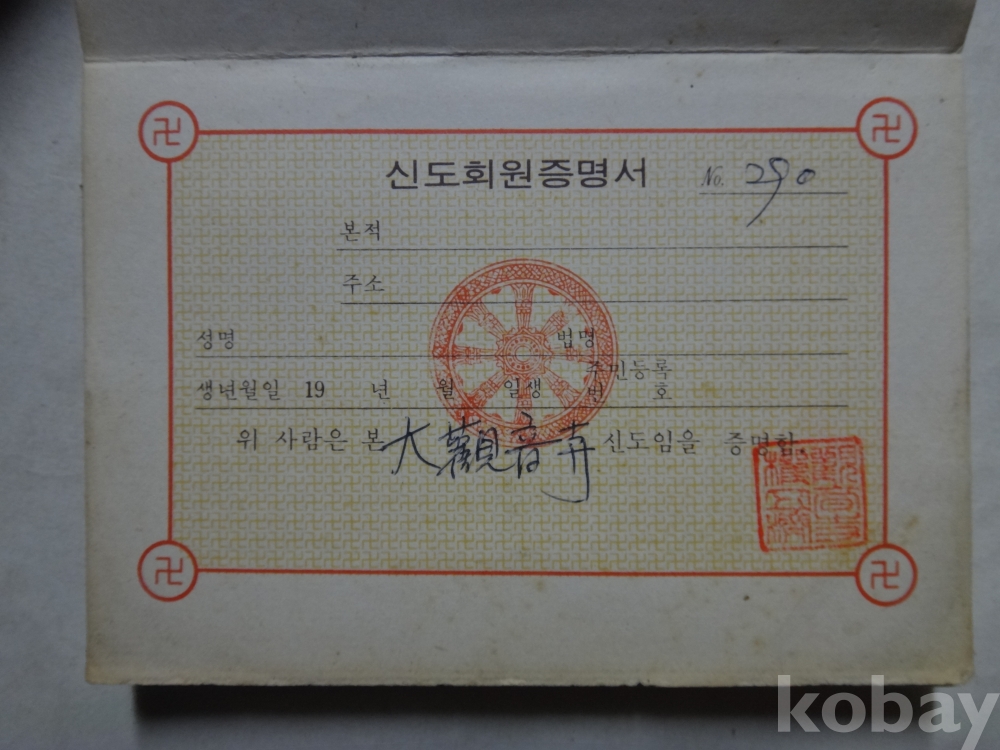 신도회원증명서 No. 290
본적
주소
성명 법명
생년월일 19 년 월 일생 주민등록번호
위 사람은 본 大觀音寺 신도임을 증명함.
kobay